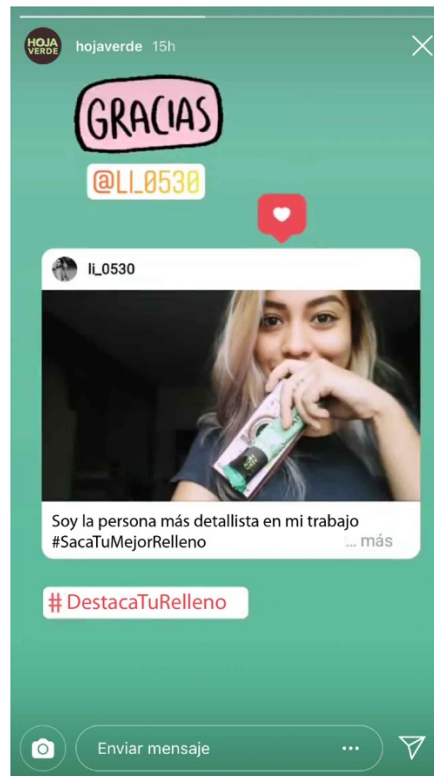 HOJA
VERDE
hojaverde 15h
GRACIAS
@LI_0530
li_0530
Soy la persona más detallista en mi trabajo
#SacaTuMejorRelleno
... más
# DestacaTuRelleno
Enviar mensaje